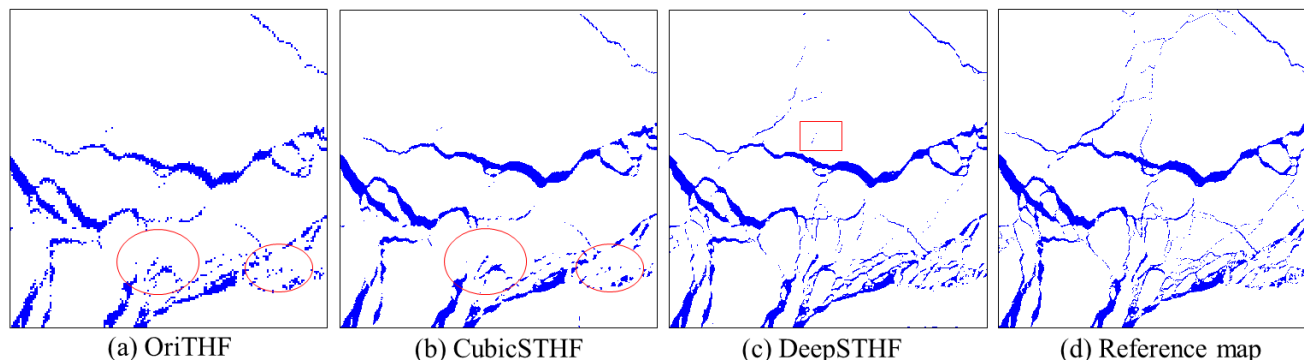 (a) OriTHF
(b) CubicSTHF
(c) DeepSTHF
(d) Reference map